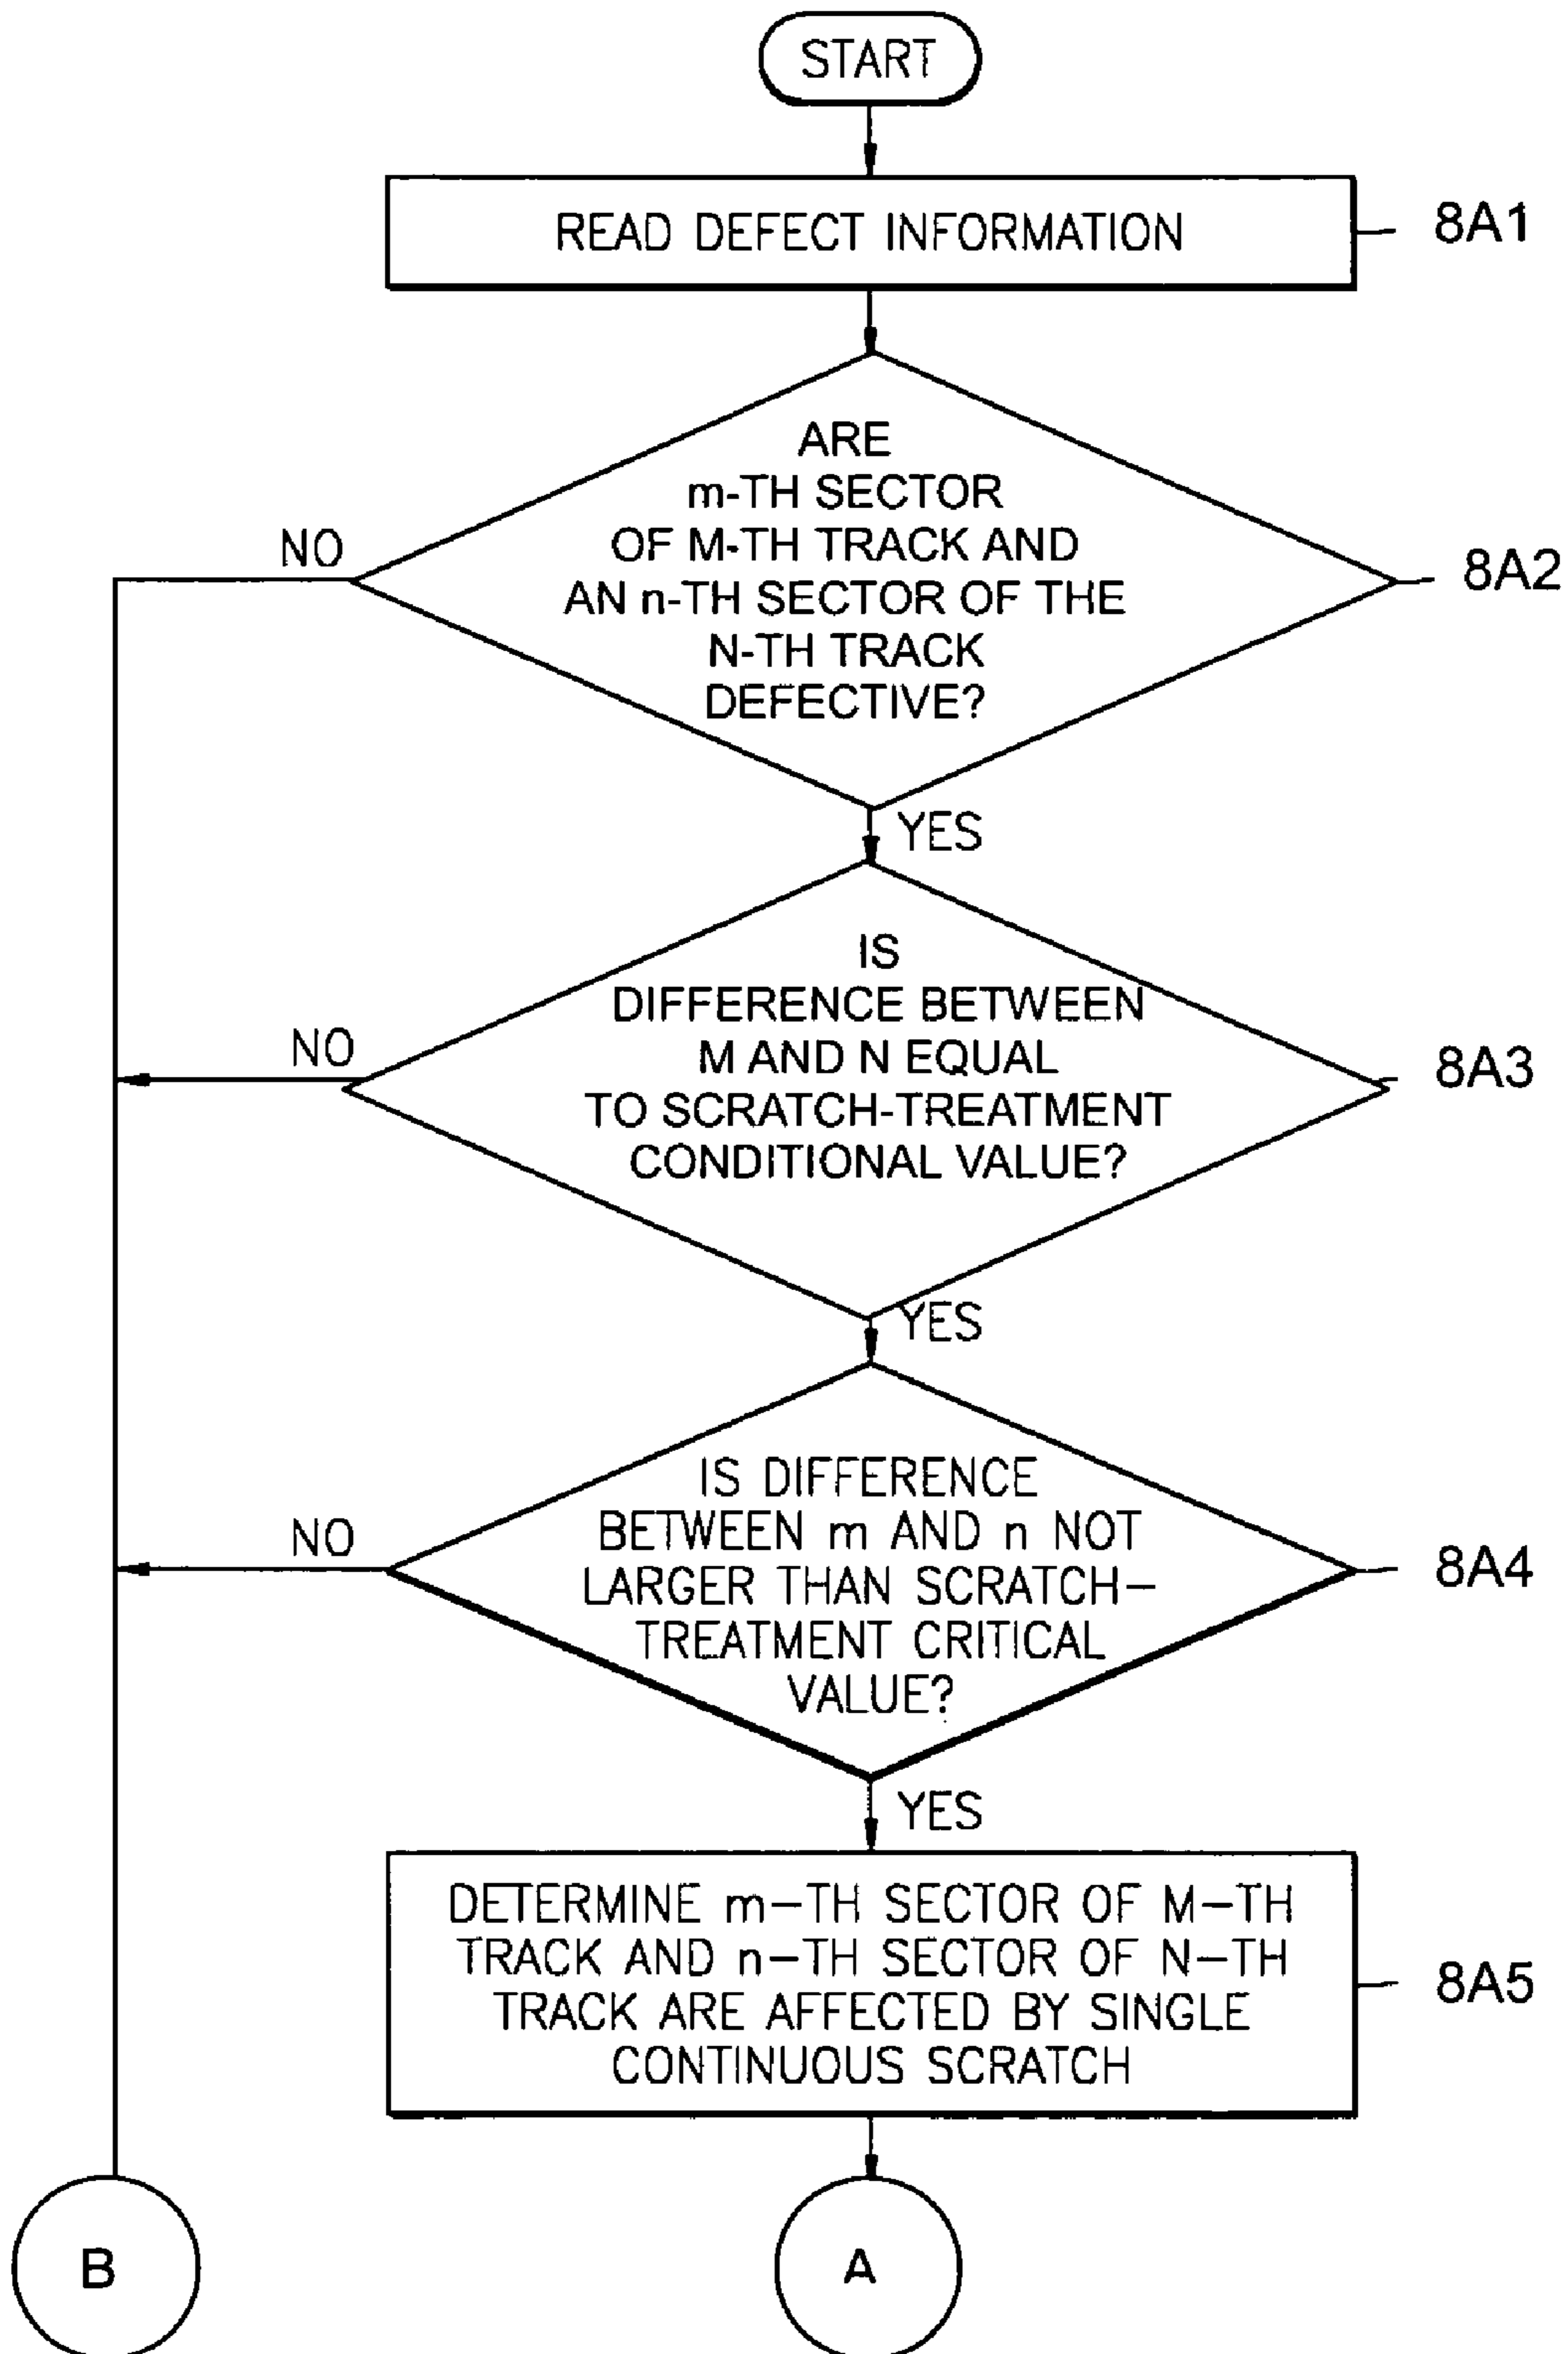 START
READ DEFECT INFORMATION
8A1
ARE
m-TH SECTOR
OF M-TH TRACK AND
AN n-TH SECTOR OF THE
N-TH TRACK
DEFECTIVE?
NO
8A2
YES
IS
DIFFERENCE BETWEEN
M AND N EQUAL
TO SCRATCH-TREATMENT
CONDITIONAL VALUE?
NO
8A3
YES
IS DIFFERENCE
BETWEEN m AND n NOT
LARGER THAN SCRATCH-
TREATMENT CRITICAL
VALUE?
NO
8A4
YES
DETERMINE m-TH SECTOR OF M-TH
TRACK AND n-TH SECTOR OF N-TH
TRACK ARE AFFECTED BY SINGLE
CONTINUOUS SCRATCH
8A5
B
A